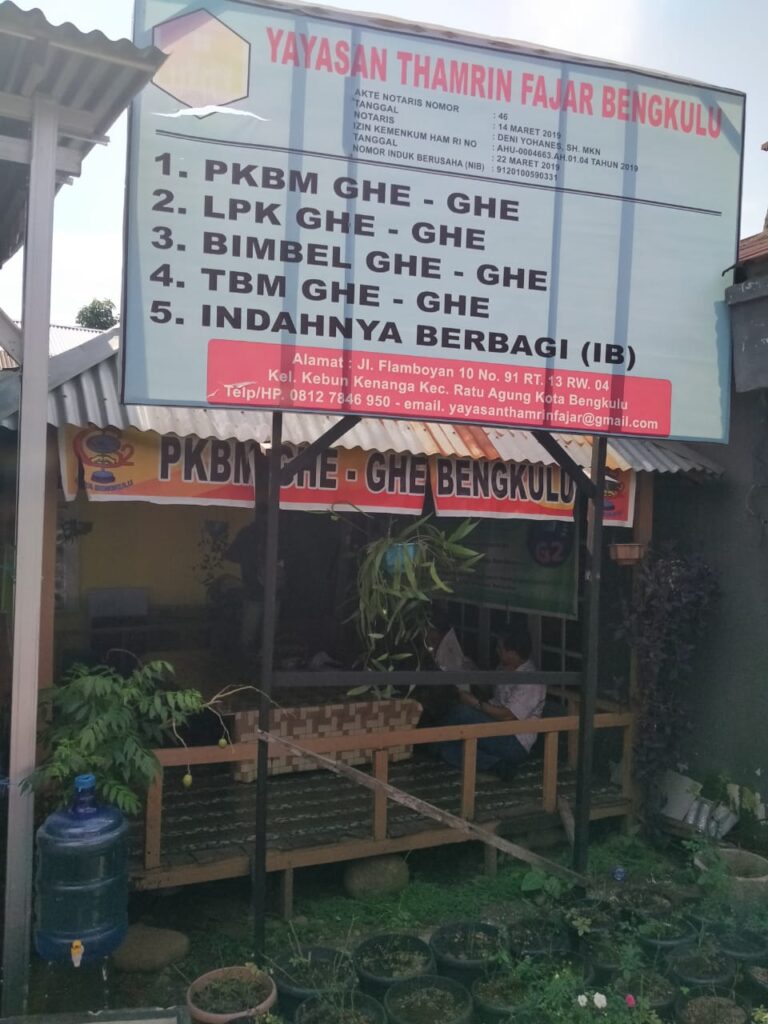 YAYASAN THAMRIN FAJAR BENGKULU
AKTE NOTARIS NOMOR : 46
TANGGAL : 14 MARET 2019
NOTARIS : DENI YOHANES, SH. MKN
IZIN KEMENKUM HAM RI NO : AHU-0004663.AH.01.04 TAHUN 2019
TANGGAL : 22 MARET 2019
NOMOR INDUK BERUSAHA (NIB) : 9120100590331
1. PKBM GHE - GHE
2. LPK GHE - GHE
3. BIMBEL GHE - GHE
4. TBM GHE - GHE
5. INDAHNYA BERBAGI (IB)
Alamat : Jl. Flamboyan 10 No. 91 RT. 13 RW. 04
Kel. Kebun Kenanga Kec. Ratu Agung Kota Bengkulu
Telp/HP. 0812 7846 950 - email. yayasanthamrinfajar@gmail.com
PKBM GHE - GHE BENGKULU
G2